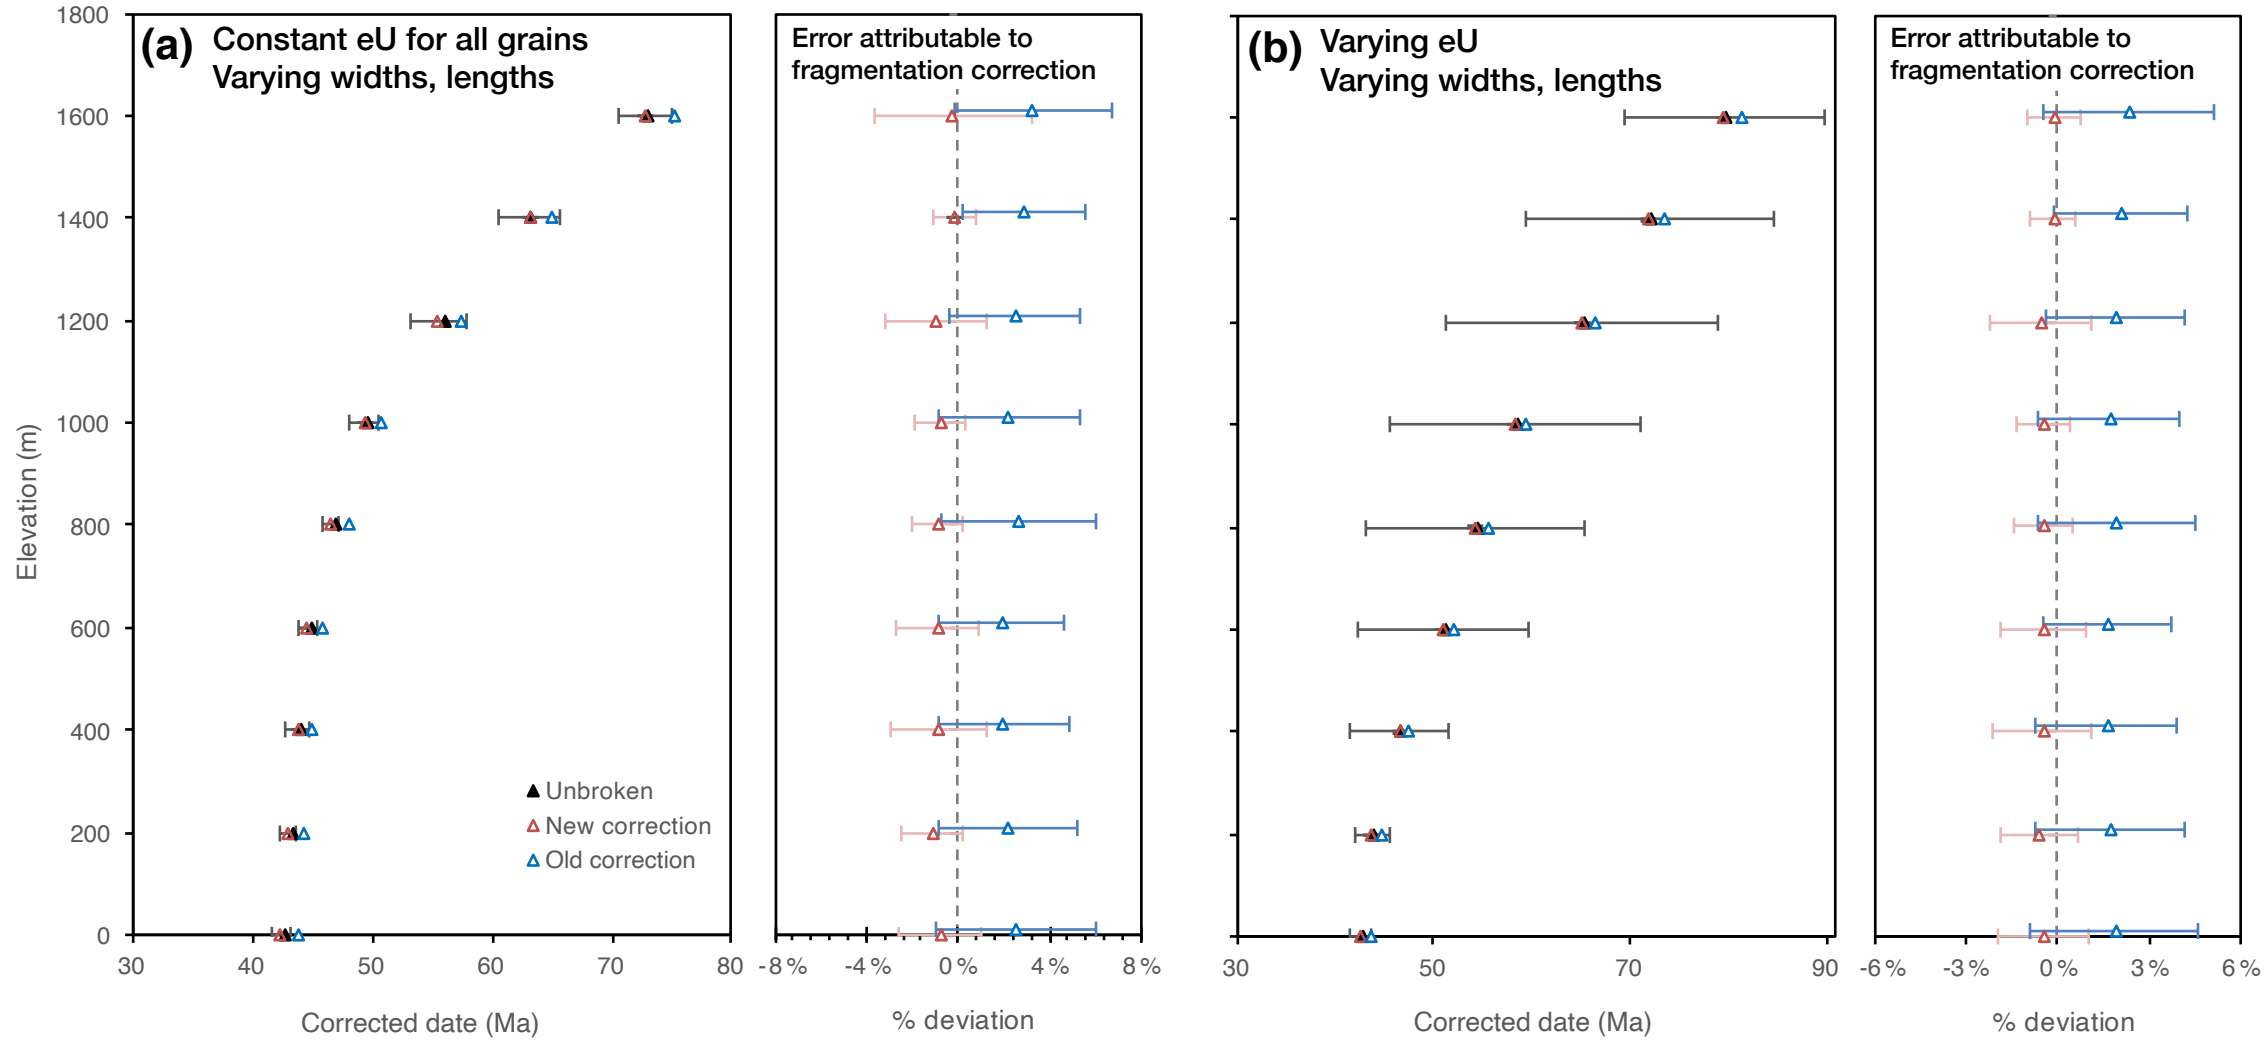 (a) Constant eU for all grains
Varying widths, lengths
Error attributable to
fragmentation correction
(b) Varying eU
Varying widths, lengths
Error attributable to
fragmentation correction
Elevation (m)
1800
1600
1400
1200
1000
800
600
400
200
0
Unbroken
New correction
Old correction
30 40 50 60 70 80
-8 % -4 % 0 % 4 % 8 %
30 50 70 90
-6 % -3 % 0 % 3 % 6 %
Corrected date (Ma)
% deviation
Corrected date (Ma)
% deviation